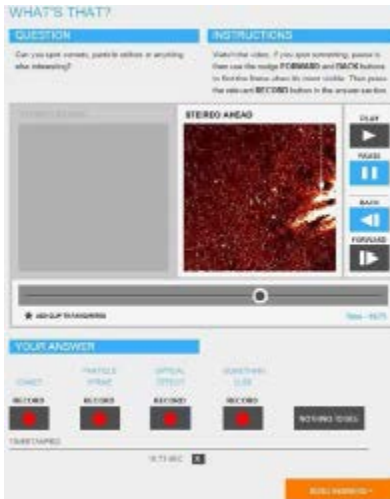 WHAT'S THAT?
QUESTION
Can you spot comets, particle strikes or anything
else interesting?
INSTRUCTIONS
Watch the video, if you spot something, pause it,
then use the nudge FORWARD and BACK buttons
to find the frame when its most visible. Then press
the relevant RECORD button in the answer section
STEREO AHEAD
PLAY
PAUSE
BACK
FORWARD
YOUR ANSWER
COMET
PARTICLE
STRIKE
OPTICAL
EFFECT
SOMETHING
ELSE
RECORD
RECORD
RECORD
RECORD
NOTHING TO SEE